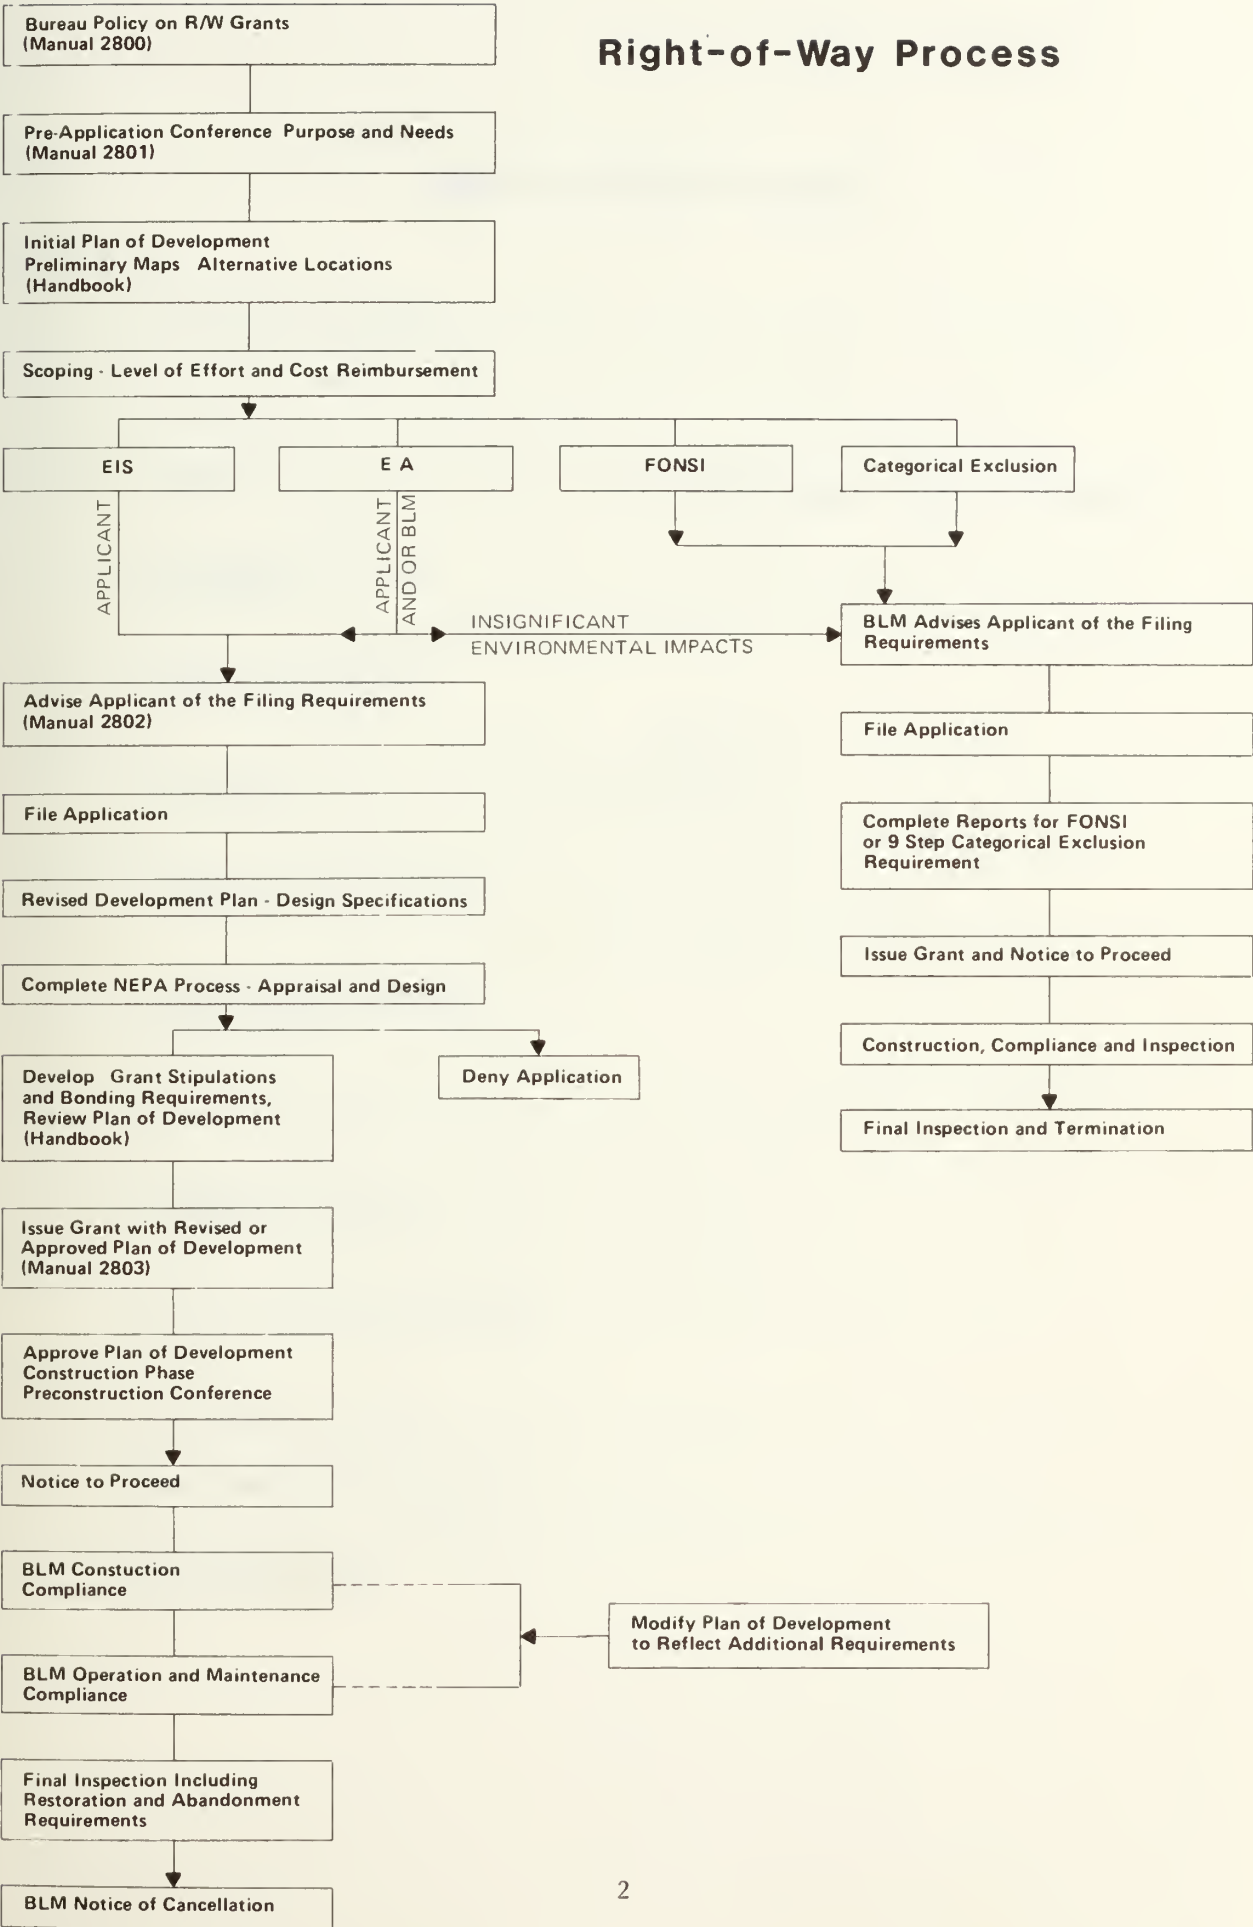 Right-of-Way Process
Bureau Policy on R/W Grants
(Manual 2800)
Pre-Application Conference Purpose and Needs
(Manual 2801)
Initial Plan of Development
Preliminary Maps Alternative Locations
(Handbook)
Scoping - Level of Effort and Cost Reimbursement
EIS
E A
FONSI
Categorical Exclusion
APPLICANT
APPLICANT
AND OR BLM
INSIGNIFICANT
ENVIRONMENTAL IMPACTS
Advise Applicant of the Filing Requirements
(Manual 2802)
File Application
Revised Development Plan - Design Specifications
Complete NEPA Process - Appraisal and Design
Develop Grant Stipulations
and Bonding Requirements,
Review Plan of Development
(Handbook)
Deny Application
Issue Grant with Revised or
Approved Plan of Development
(Manual 2803)
Approve Plan of Development
Construction Phase
Preconstruction Conference
Notice to Proceed
BLM Constuction
Compliance
BLM Operation and Maintenance
Compliance
Modify Plan of Development
to Reflect Additional Requirements
Final Inspection Including
Restoration and Abandonment
Requirements
BLM Notice of Cancellation
BLM Advises Applicant of the Filing
Requirements
File Application
Complete Reports for FONSI
or 9 Step Categorical Exclusion
Requirement
Issue Grant and Notice to Proceed
Construction, Compliance and Inspection
Final Inspection and Termination
2